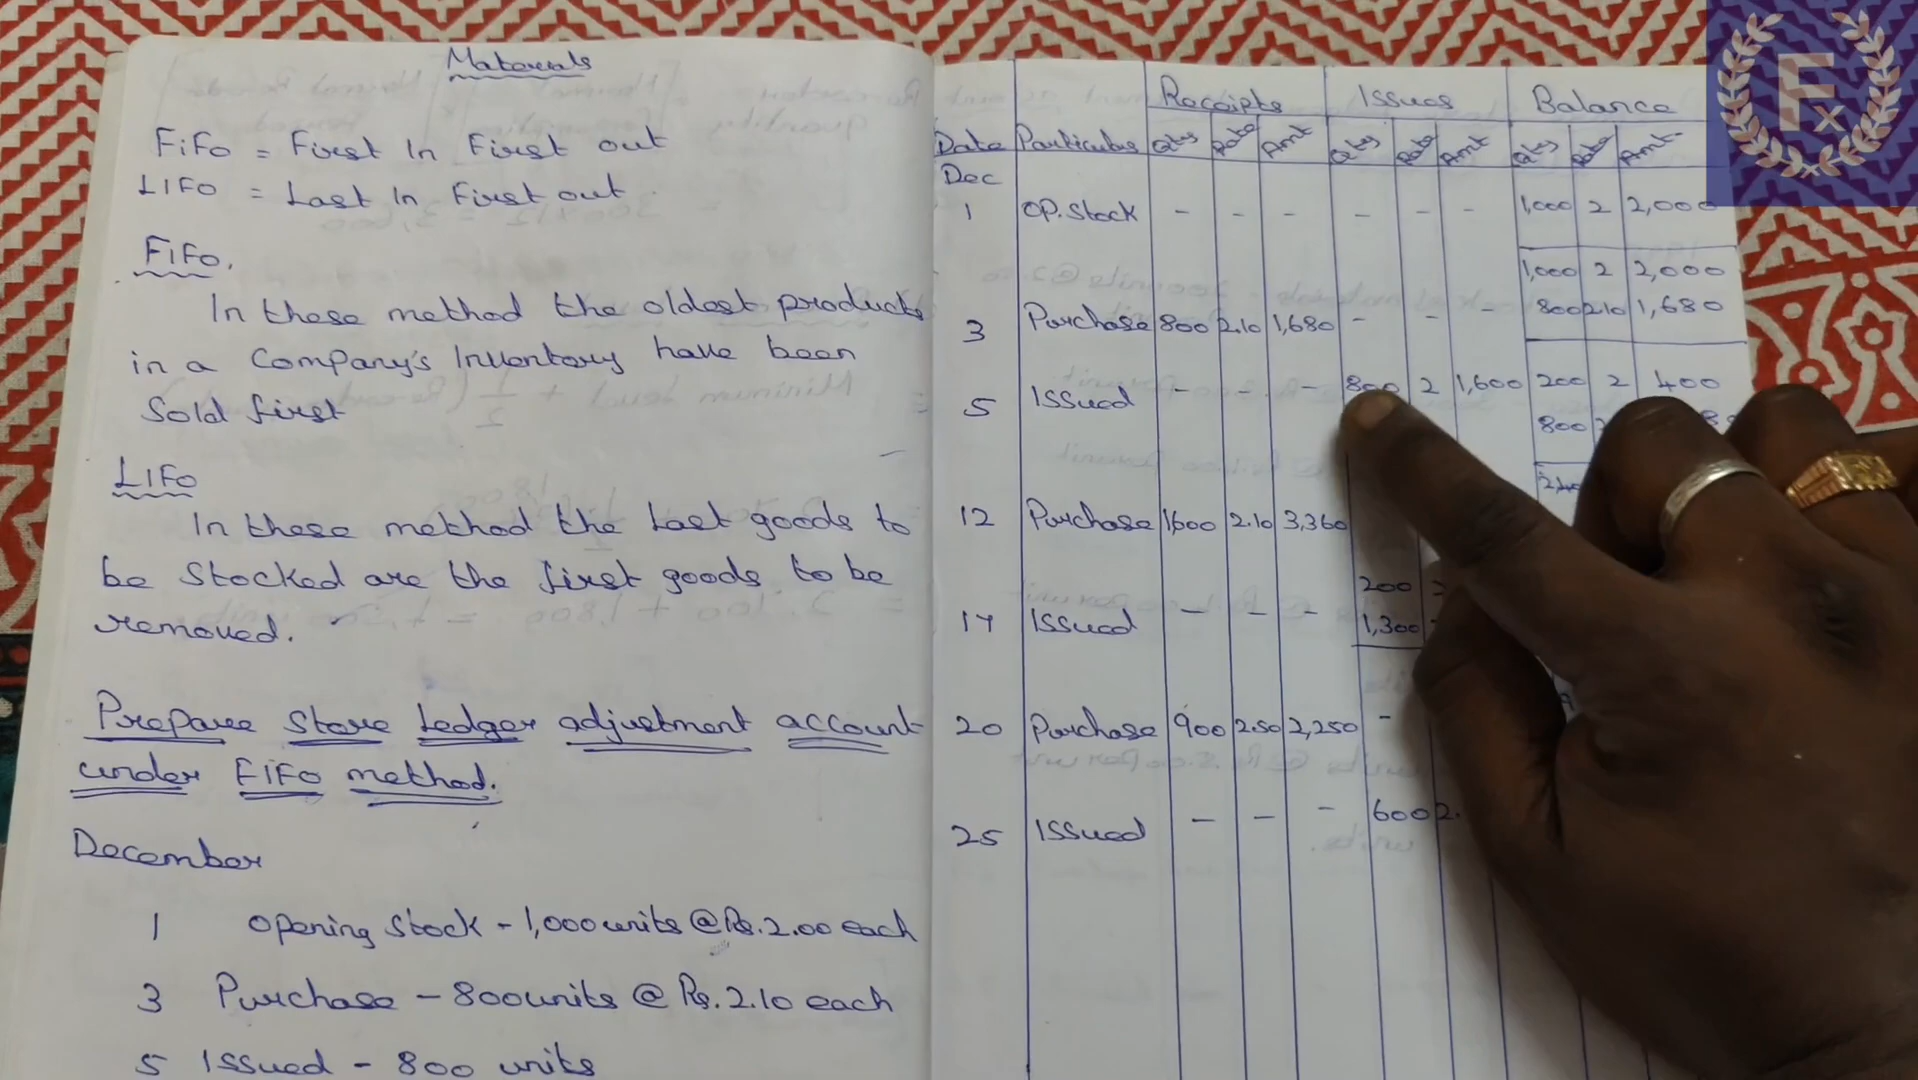 Materials
FiFo = First In First out
LIFO = Last In First out
FIFO.
In these method the oldest products
in a Company's Inventory have been
Sold first
LIFO
In these method the Last goods to
be Stocked are the first goods to be
removed.
Prepare Store Ledger adjustment account
under FIFO method.
December
1 Opening Stock - 1,000 units @ Rs. 2.00 each
3 Purchase - 800 units @ Rs. 2.10 each
5 Issued - 800 units
Receipts Issues Balance
Date Particulars Qty Rate Amt Qty Rate Amt Qty Rate Amt
Dec
1 OP. Stock - - - - - - 1,000 2 2,000
1,000 2 2,000
3 Purchase 800 2.10 1,680 - - - 800 2.10 1,680
5 Issued - - - 800 2 1,600 200 2 400
800
12 Purchase 1600 2.10 3,360
200
17 Issued - - - 1,300
20 Purchase 900 2.50 2,250 -
25 Issued - - - 600 2.
Fx